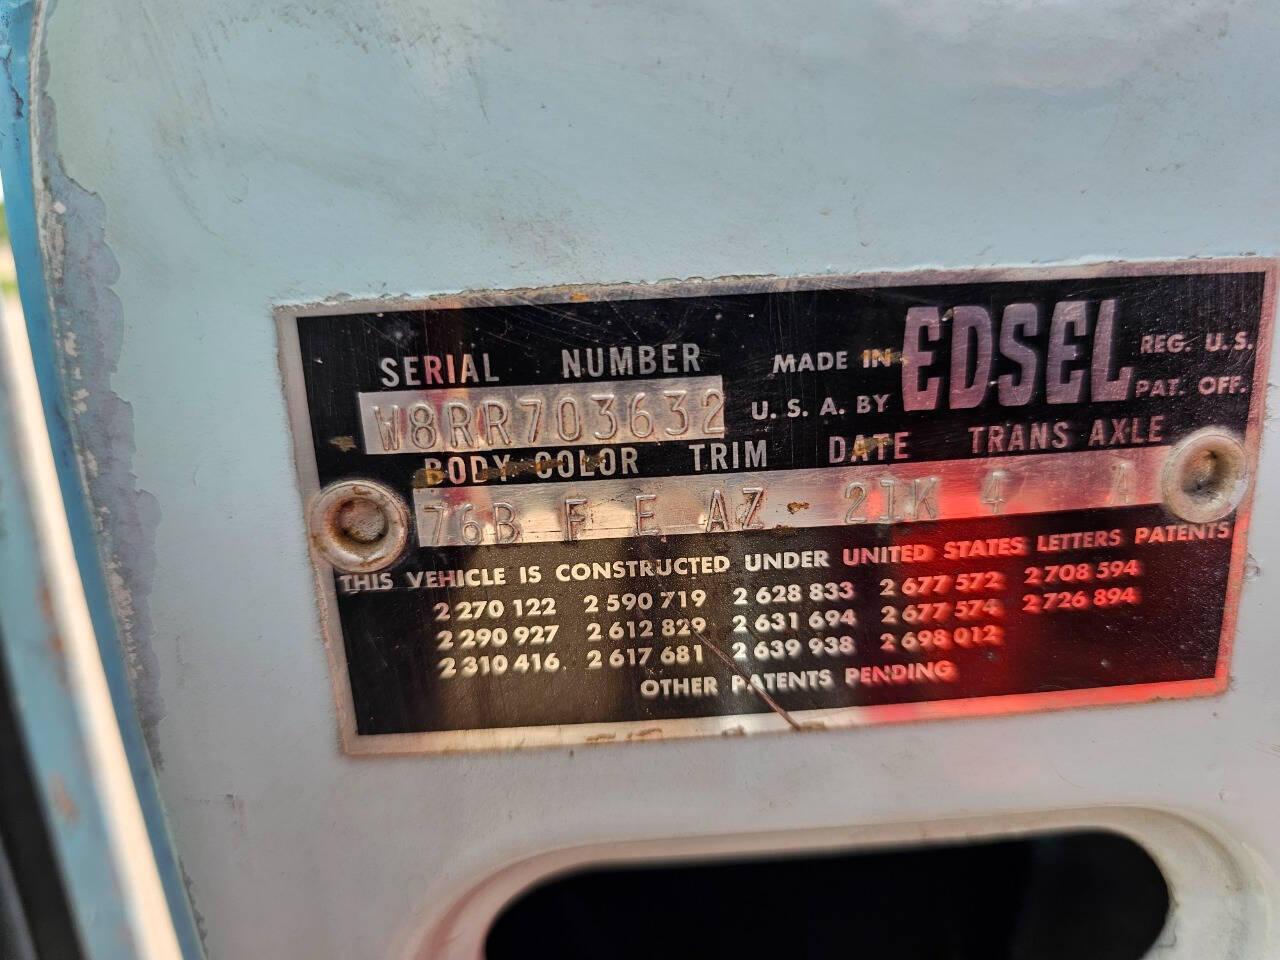 SERIAL NUMBER
W8RR703632
MADE IN
U. S. A. BY
EDSEL
REG. U. S.
PAT. OFF.
BODY COLOR TRIM DATE TRANS AXLE
76B F E AZ - 21K 4 A
THIS VEHICLE IS CONSTRUCTED UNDER UNITED STATES LETTERS PATENTS
2 270 122 2 590 719 2 628 833 2 677 572 2 708 594
2 290 927 2 612 829 2 631 694 2 677 574 2 726 894
2 310 416 2 617 681 2 639 938 2 698 012
OTHER PATENTS PENDING